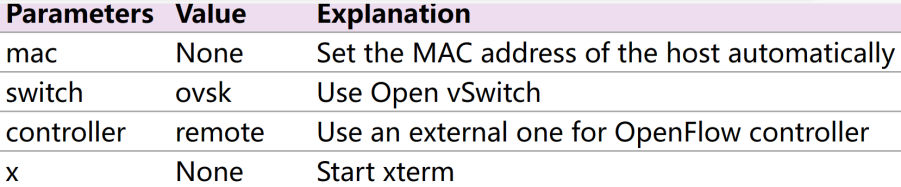 Parameters Value Explanation
mac None Set the MAC address of the host automatically
switch ovsk Use Open vSwitch
controller remote Use an external one for OpenFlow controller
x None Start xterm